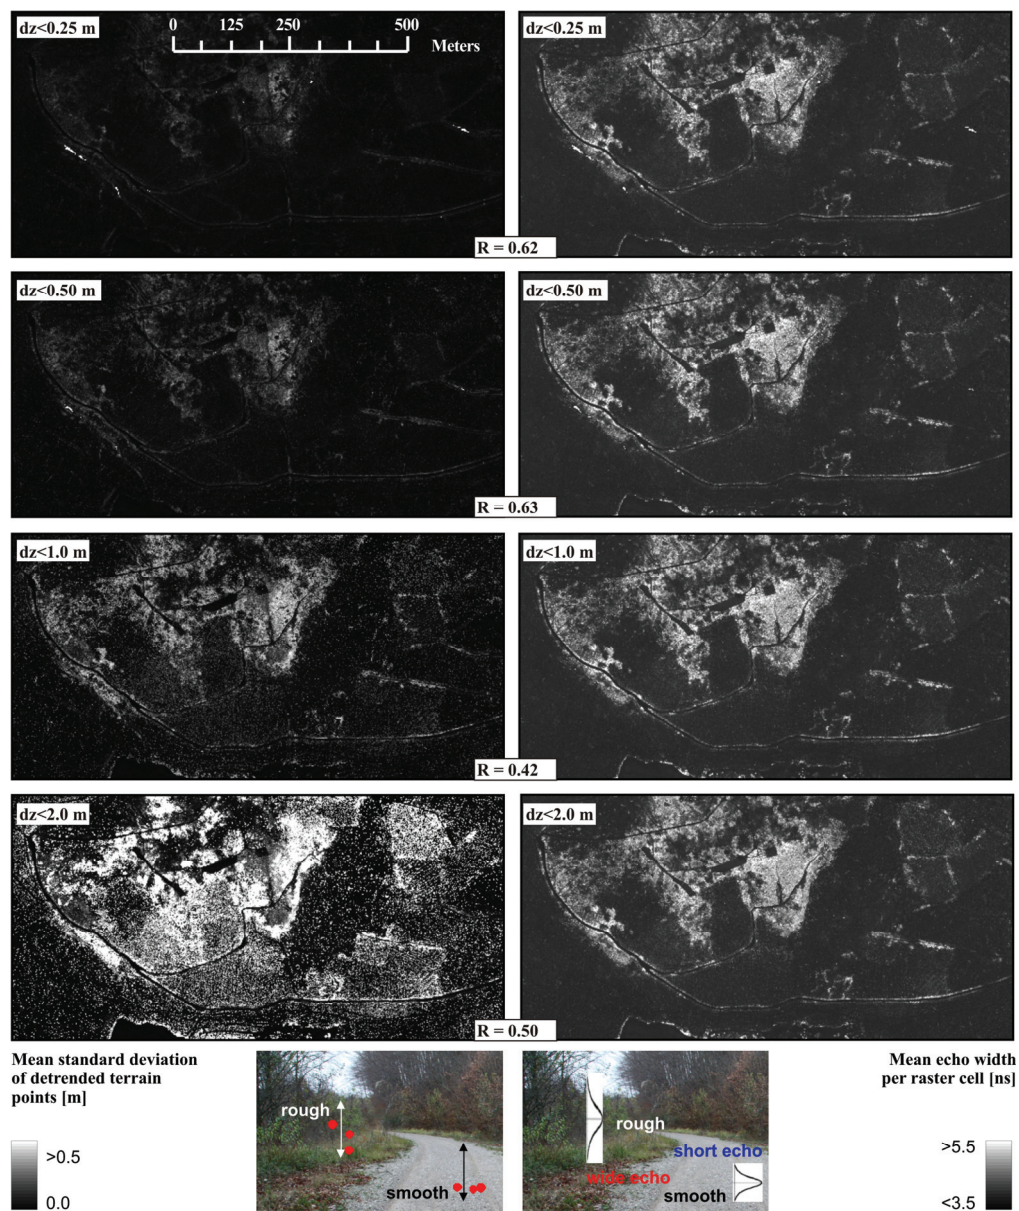 dz<0.25 m
0 125 250 500
Meters
dz<0.25 m
R = 0.62
dz<0.50 m
dz<0.50 m
R = 0.63
dz<1.0 m
dz<1.0 m
R = 0.42
dz<2.0 m
dz<2.0 m
R = 0.50
Mean standard deviation
of detrended terrain
points [m]
>0.5
0.0
rough
smooth
rough
short echo
wide echo
smooth
Mean echo width
per raster cell [ns]
>5.5
<3.5